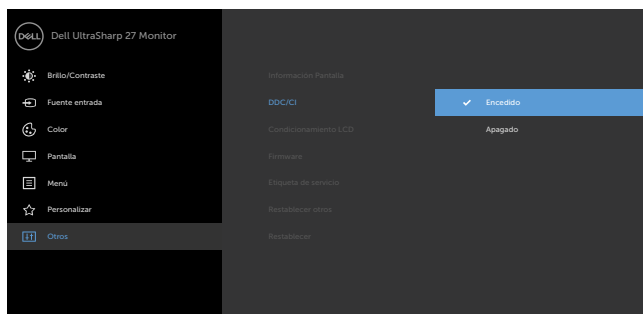 DELL Dell UltraSharp 27 Monitor
Brillo/Contraste
Información Pantalla
Fuente entrada
DDC/CI
Encedido
Color
Condicionamiento LCD
Apagado
Pantalla
Firmware
Menú
Etiqueta de servicio
Personalizar
Restablecer otros
Otros
Restablecer